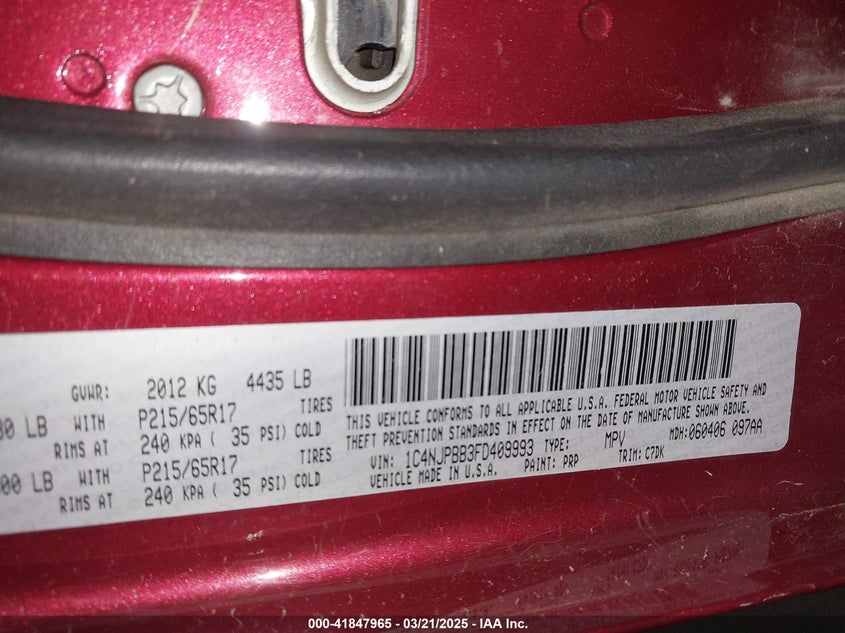 GVWR: 2012 KG 4435 LB
LB WITH P215/65R17 TIRES
RIMS AT 240 KPA ( 35 PSI) COLD
00 LB WITH P215/65R17 TIRES
RIMS AT 240 KPA ( 35 PSI) COLD
THIS VEHICLE CONFORMS TO ALL APPLICABLE U.S.A. FEDERAL MOTOR VEHICLE SAFETY AND
THEFT PREVENTION STANDARDS IN EFFECT ON THE DATE OF MANUFACTURE SHOWN ABOVE.
VIN: 1C4NJPBB3FD409993 TYPE: MPV MDH: 060406 097AA
VEHICLE MADE IN U.S.A. PAINT: PRP TRIM: C7DK
000-41847965 - 03/21/2025 - IAA Inc.